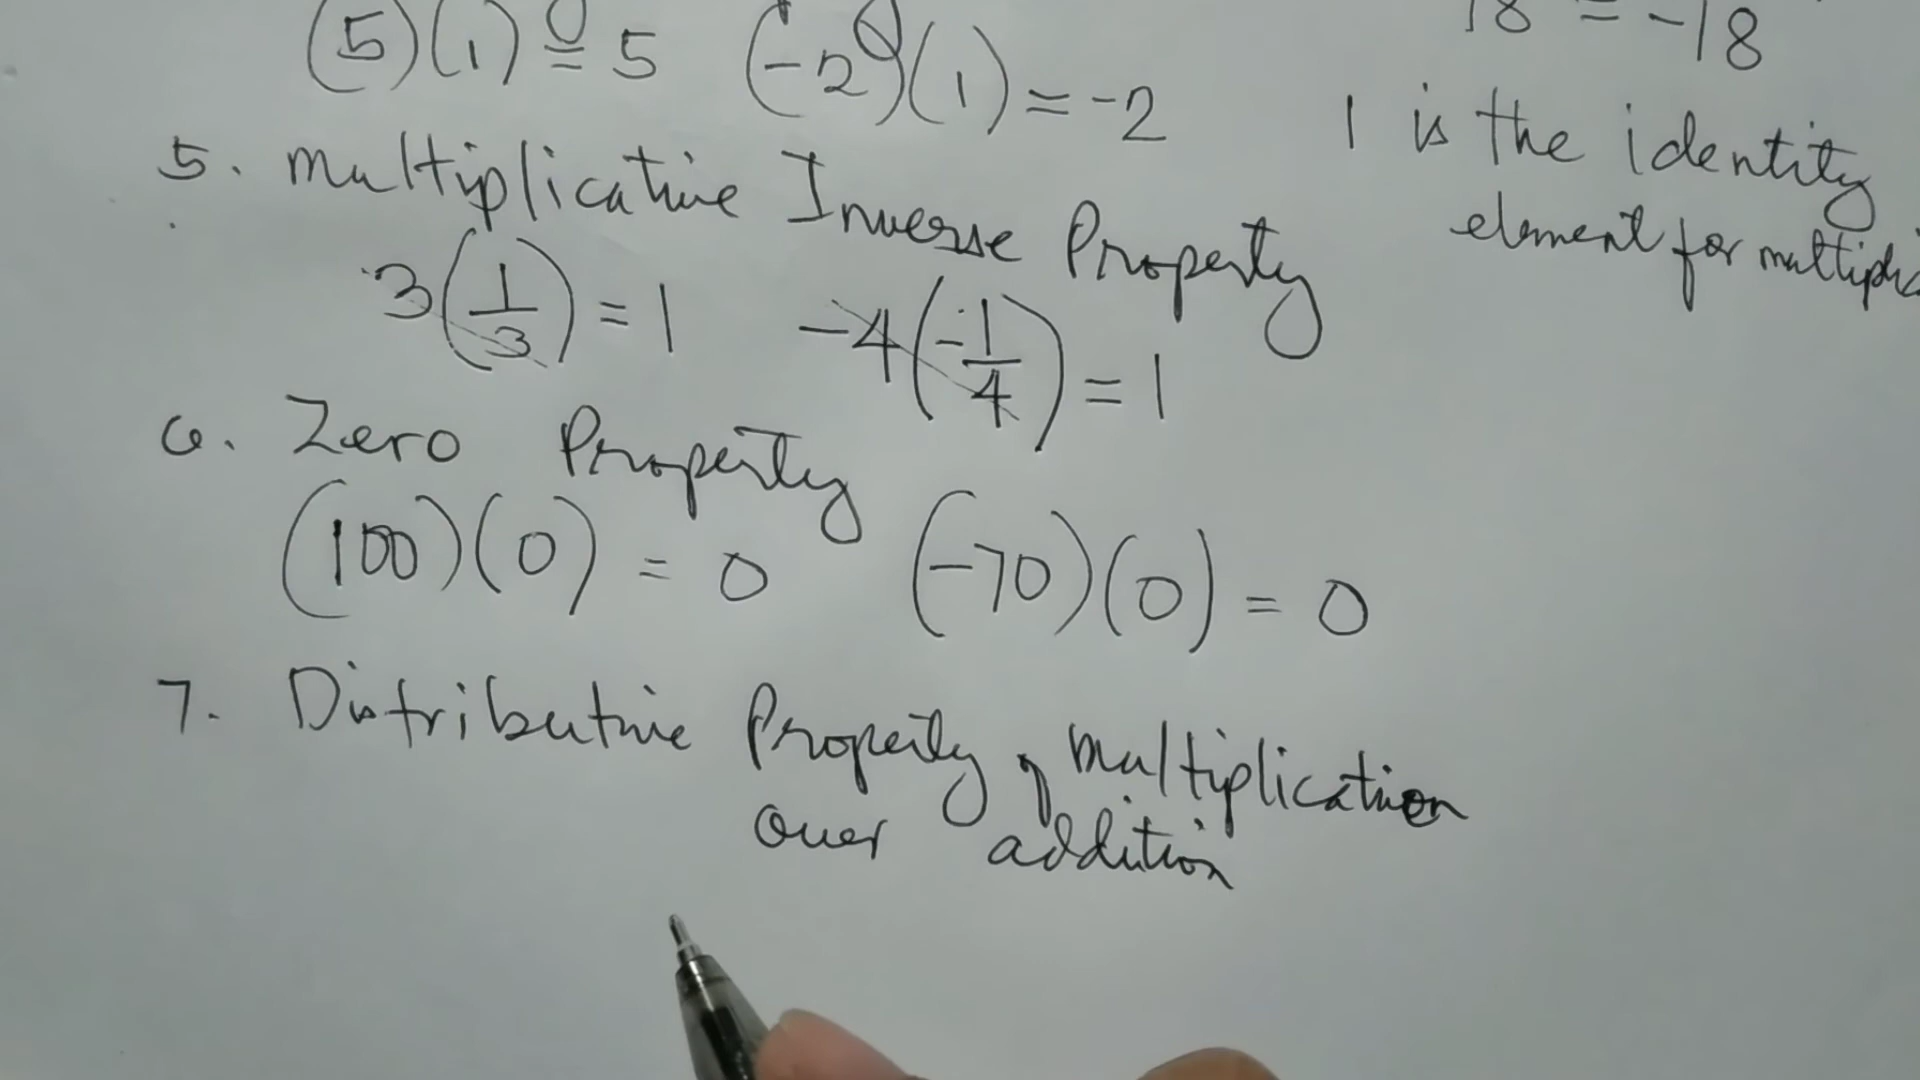 18 = -18
(5)(1) = 5 (-2)(1) = -2
1 is the identity
element for multiplic
5. Multiplicative Inverse Property
3(1/3) = 1 -4(-1/4) = 1
6. Zero Property
(100)(0) = 0 (-70)(0) = 0
7. Distributive Property of multiplication
over addition